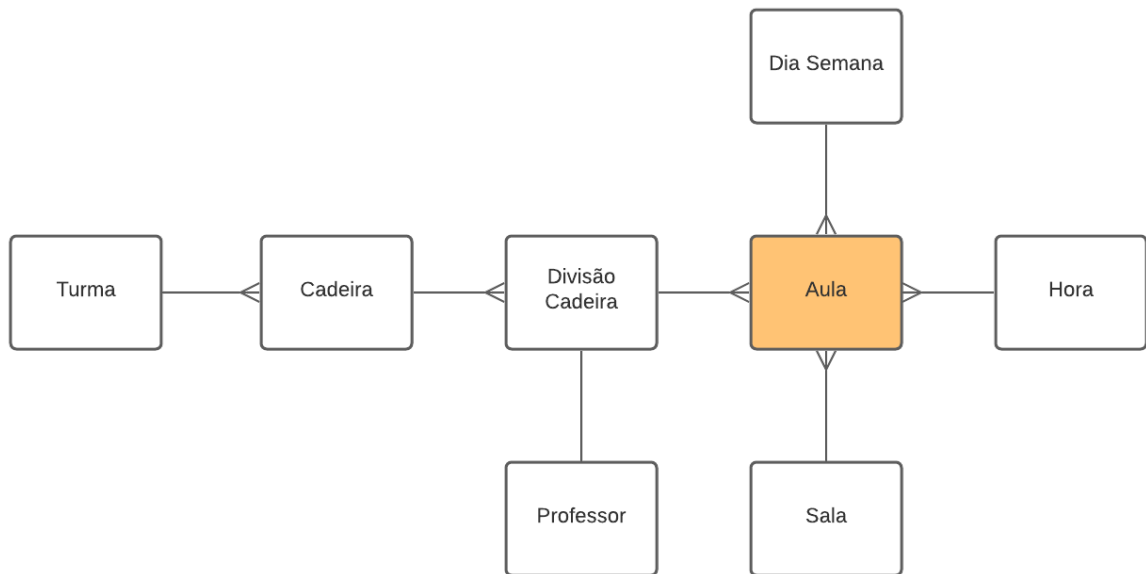 Dia Semana
Turma
Cadeira
Divisão
Cadeira
Aula
Hora
Professor
Sala